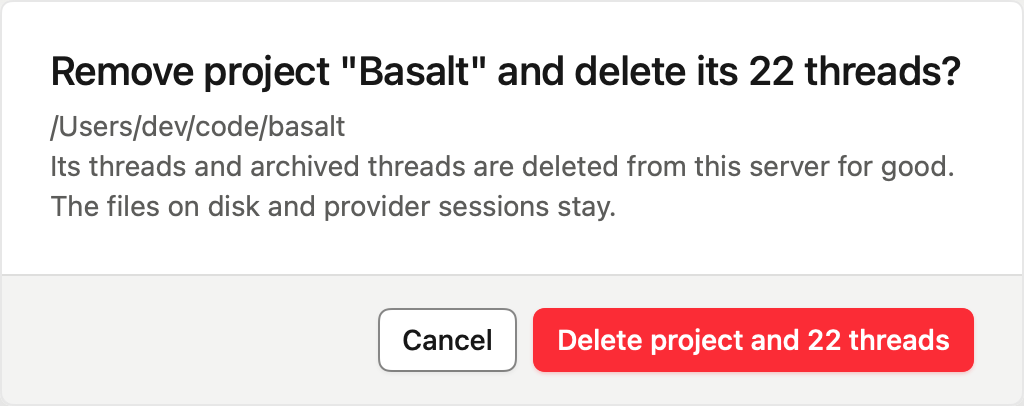 Remove project "Basalt" and delete its 22 threads?
/Users/dev/code/basalt
Its threads and archived threads are deleted from this server for good.
The files on disk and provider sessions stay.
Cancel
Delete project and 22 threads